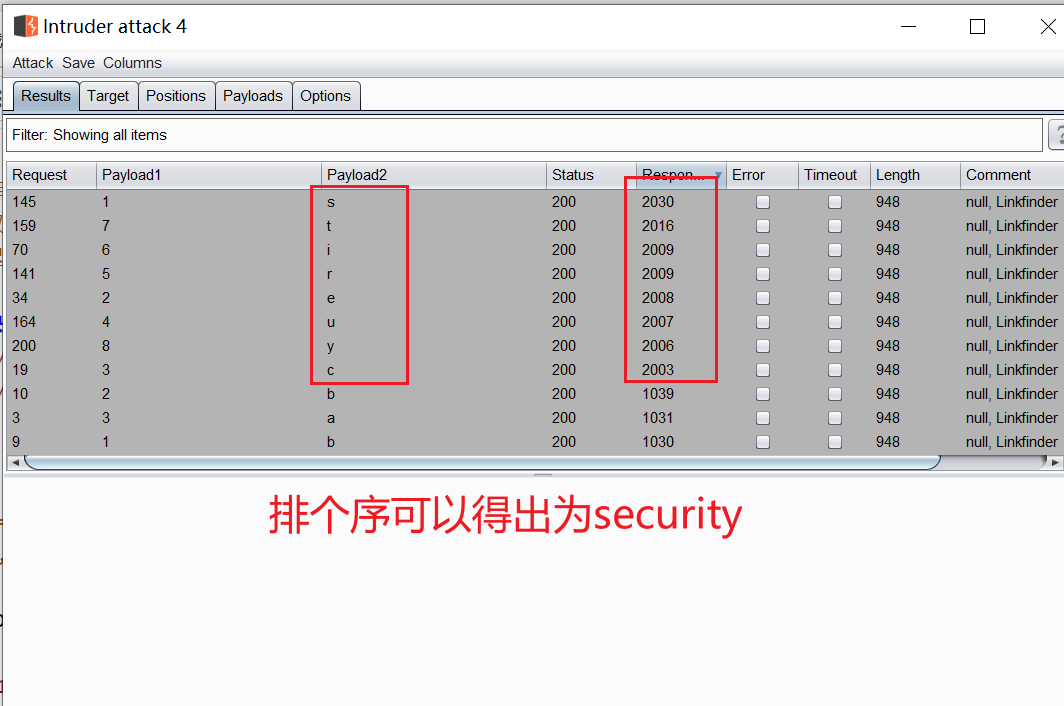 Intruder attack 4
Attack Save Columns
Results Target Positions Payloads Options
Filter: Showing all items
Request Payload1 Payload2 Status Respon... Error Timeout Length Comment
145 1 s 200 2030 948 null, Linkfinder
159 7 t 200 2016 948 null, Linkfinder
70 6 i 200 2009 948 null, Linkfinder
141 5 r 200 2009 948 null, Linkfinder
34 2 e 200 2008 948 null, Linkfinder
164 4 u 200 2007 948 null, Linkfinder
200 8 y 200 2006 948 null, Linkfinder
19 3 c 200 2003 948 null, Linkfinder
10 2 b 200 1039 948 null, Linkfinder
3 3 a 200 1031 948 null, Linkfinder
9 1 b 200 1030 948 null, Linkfinder
排个序可以得出为security